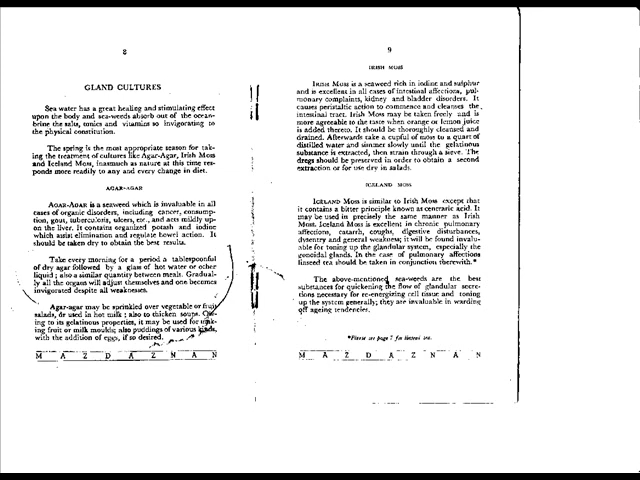 8
GLAND CULTURES
Sea water has a great healing and stimulating effect
upon the body and sea-weeds absorb out of the ocean-
brine the salts, tonics and vitamins so invigorating to
the physical constitution.
The spring is the most appropriate season for tak-
ing the treatment of cultures like Agar-Agar, Irish Moss
and Iceland Moss, inasmuch as nature at this time res-
ponds more readily to any and every change in diet.
AGAR-AGAR
AGAR-AGAR is a seaweed which is invaluable in all
cases of organic disorders, including cancer, consump-
tion, gout, tuberculosis, ulcers, etc., and acts mildly up-
on the liver. It contains organized potash and iodine
which assist elimination and regulate bowel action. It
should be taken dry to obtain the best results.
Take every morning for a period a tablespoonful
of dry agar followed by a glass of hot water or other
liquid; also a similar quantity between meals. Gradual-
ly all the organs will adjust themselves and one becomes
invigorated despite all weaknesses.
Agar-agar may be sprinkled over vegetable or fruit
salads, or used in hot milk; also to thicken soups. Ow-
ing to its gelatinous properties, it may be used for mak-
ing fruit or milk moulds; also puddings of various kinds,
with the addition of eggs, if so desired.
M A Z D A Z N A N
9
IRISH MOSS
IRISH MOSS is a seaweed rich in iodine and sulphur
and is excellent in all cases of intestinal affections, pul-
monary complaints, kidney and bladder disorders. It
causes peristaltic action to commence and cleanses the
intestinal tract. Irish Moss may be taken freely and is
more agreeable to the taste when orange or lemon juice
is added thereto. It should be thoroughly cleansed and
drained. Afterwards take a cupful of moss to a quart of
distilled water and simmer slowly until the gelatinous
substance is extracted, then strain through a sieve. The
dregs should be preserved in order to obtain a second
extraction or for use dry in salads.
ICELAND MOSS
ICELAND MOSS is similar to Irish Moss except that
it contains a bitter principle known as centraric acid. It
may be used in precisely the same manner as Irish
Moss. Iceland Moss is excellent in chronic pulmonary
affections, catarrh, coughs, digestive disturbances,
dysentry and general weakness; it will be found invalu-
able for toning up the glandular system, especially the
genoidal glands. In the case of pulmonary affections
linseed tea should be taken in conjunction therewith.*
The above-mentioned sea-weeds are the best
substances for quickening the flow of glandular secre-
tions necessary for re-energizing cell tissue and toning
up the system generally; they are invaluable in warding
off ageing tendencies.
*Please see page 7 for linseed tea.
M A Z D A Z N A N